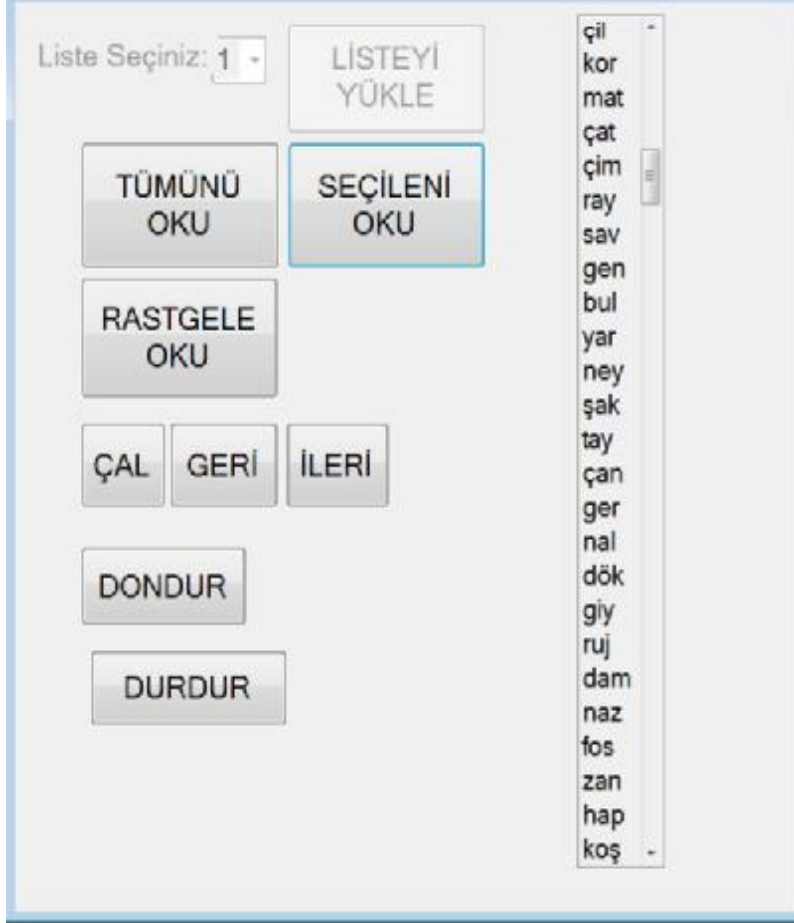 Liste Seçiniz: 1
LİSTEYİ
YÜKLE
TÜMÜNÜ
OKU
SEÇİLENİ
OKU
RASTGELE
OKU
ÇAL
GERİ
İLERİ
DONDUR
DURDUR
çil
kor
mat
çat
çim
ray
sav
gen
bul
yar
ney
şak
tay
çan
ger
nal
dök
giy
ruj
dam
naz
fos
zan
hap
koş